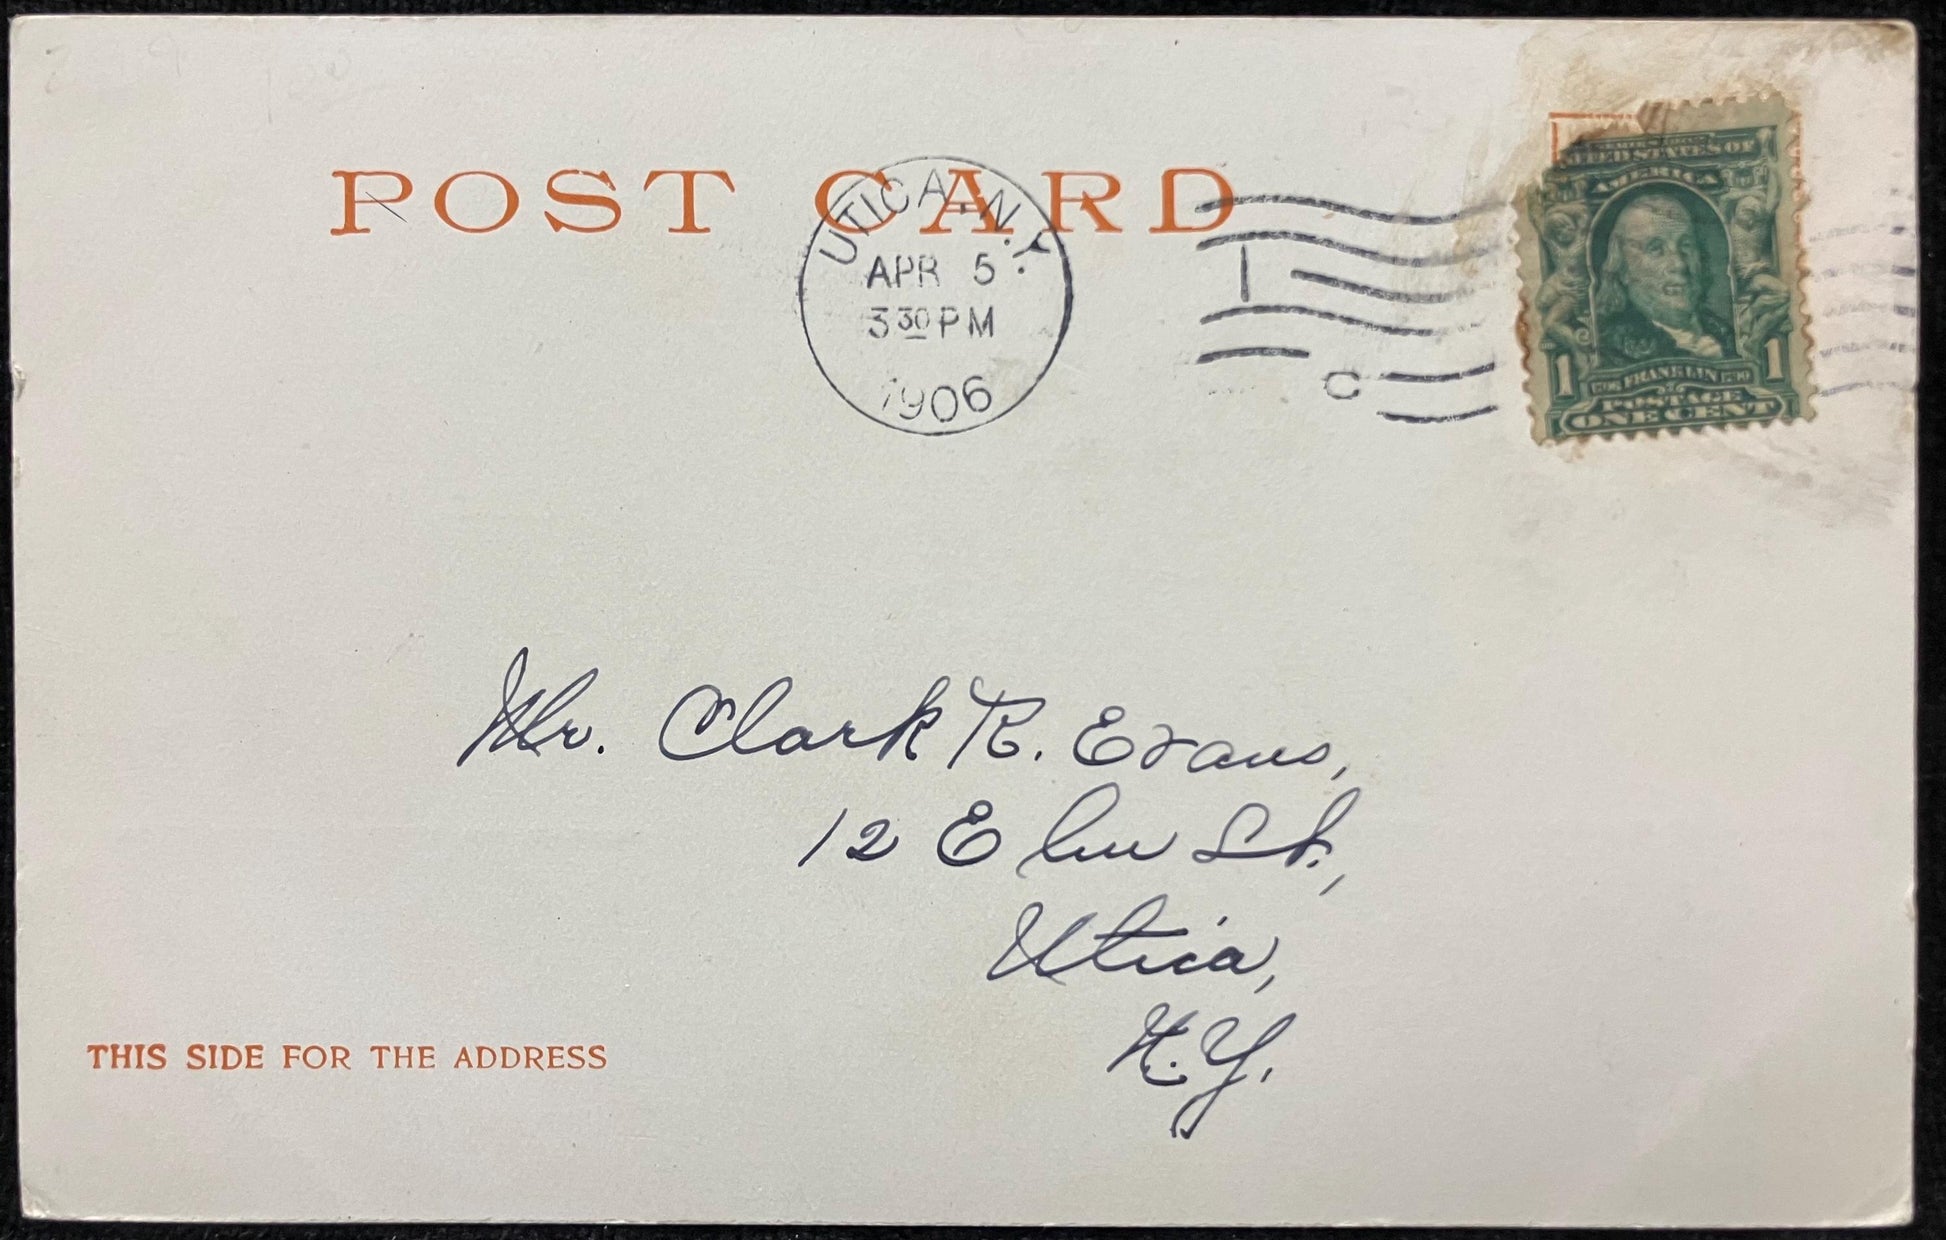 POST CARD
UTICA, N.Y.
APR 5
3 30 PM
1906
1
C
UNITED STATES OF
AMERICA
1 FRANKLIN 1
POSTAGE
ONE CENT
Mr. Clark R. Evans,
12 Elm St.,
Utica,
N.Y.
THIS SIDE FOR THE ADDRESS